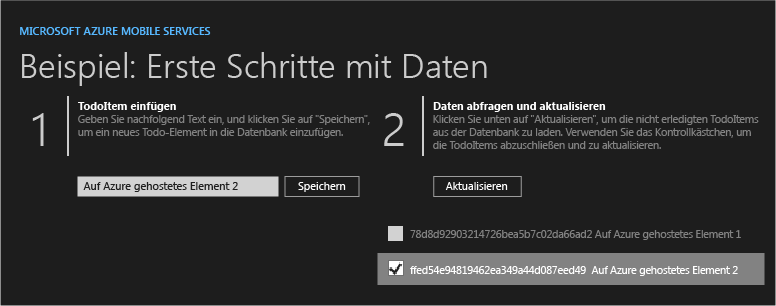 MICROSOFT AZURE MOBILE SERVICES
Beispiel: Erste Schritte mit Daten
1
TodoItem einfügen
Geben Sie nachfolgend Text ein, und klicken Sie auf "Speichern",
um ein neues Todo-Element in die Datenbank einzufügen.
Auf Azure gehostetes Element 2
Speichern
2
Daten abfragen und aktualisieren
Klicken Sie unten auf "Aktualisieren", um die nicht erledigten TodoItems
aus der Datenbank zu laden. Verwenden Sie das Kontrollkästchen, um
die TodoItems abzuschließen und zu aktualisieren.
Aktualisieren
78d8d92903214726bea5b7c02da66ad2 Auf Azure gehostetes Element 1
ffed54e94819462ea349a44d087eed49 Auf Azure gehostetes Element 2